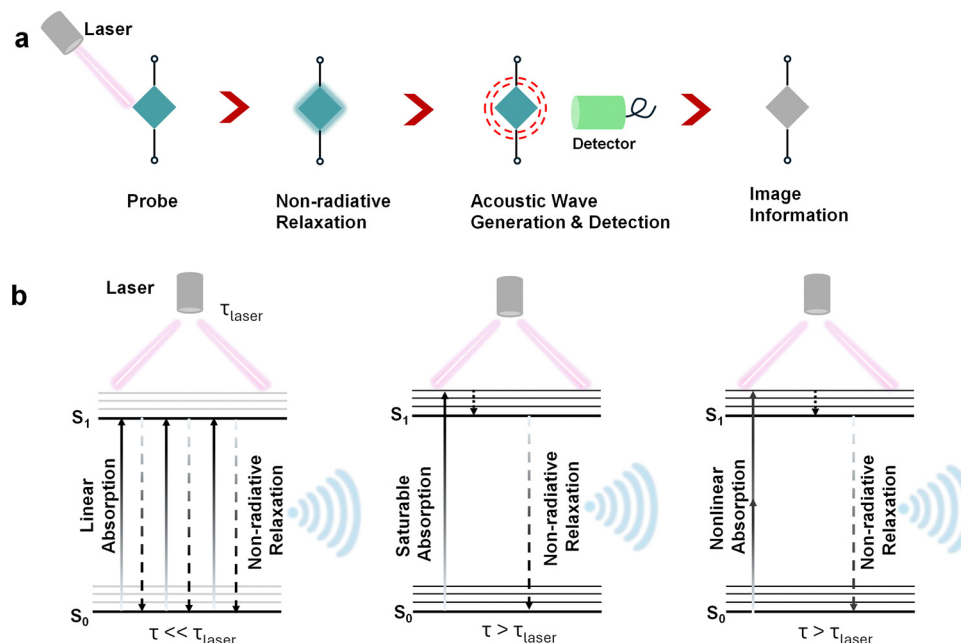 a
Laser
Detector
Probe
Non-radiative
Relaxation
Acoustic Wave
Generation & Detection
Image
Information
b
Laser
τlaser
S1
Linear
Absorption
Non-radiative
Relaxation
S0
τ << τlaser
S1
Saturable
Absorption
Non-radiative
Relaxation
S0
τ > τlaser
S1
Nonlinear
Absorption
Non-radiative
Relaxation
S0
τ > τlaser